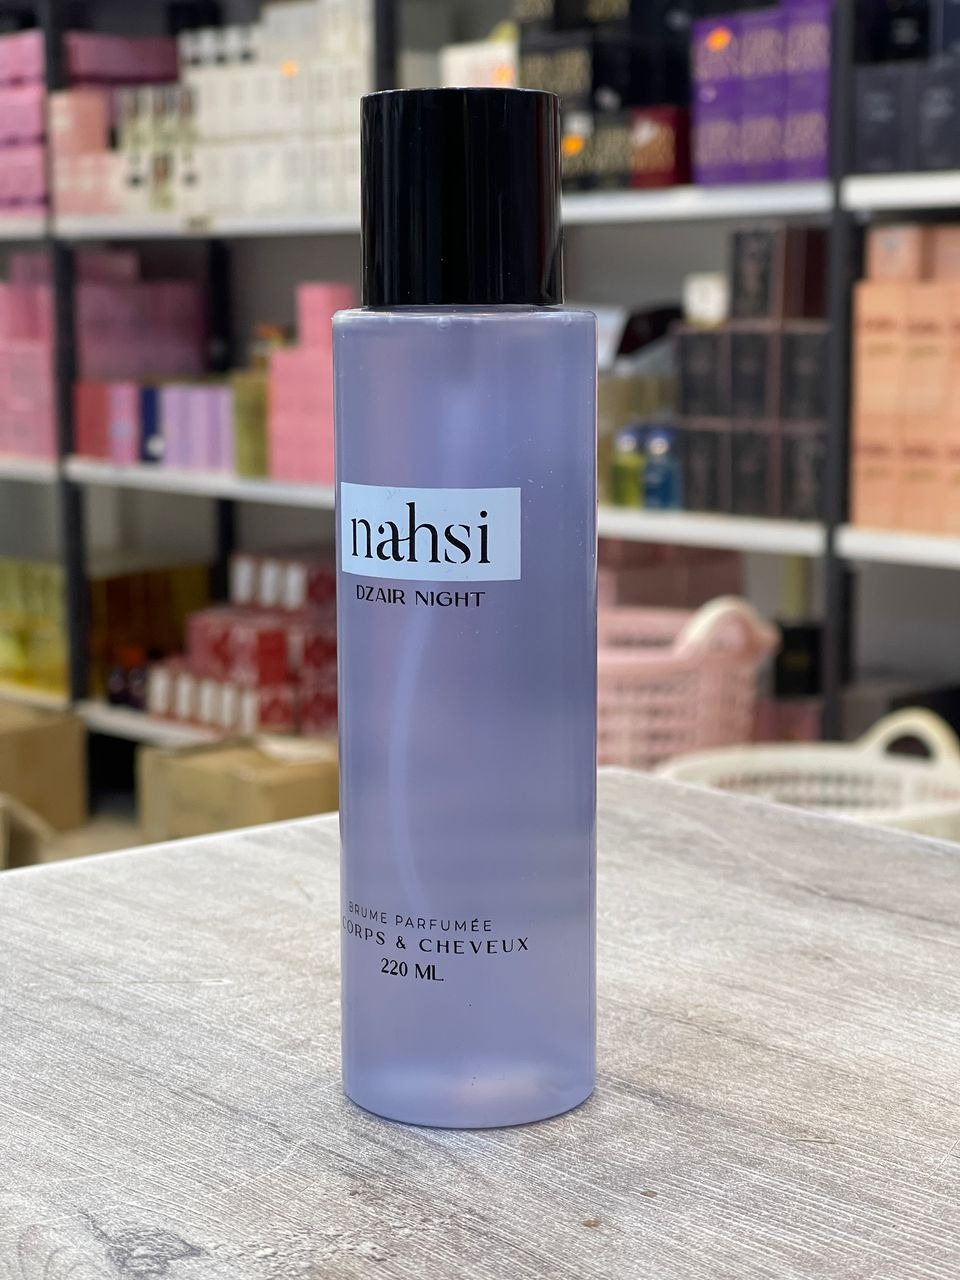 nahsi
DZAIR NIGHT
BRUME PARFUMÉE
CORPS & CHEVEUX
220 ML